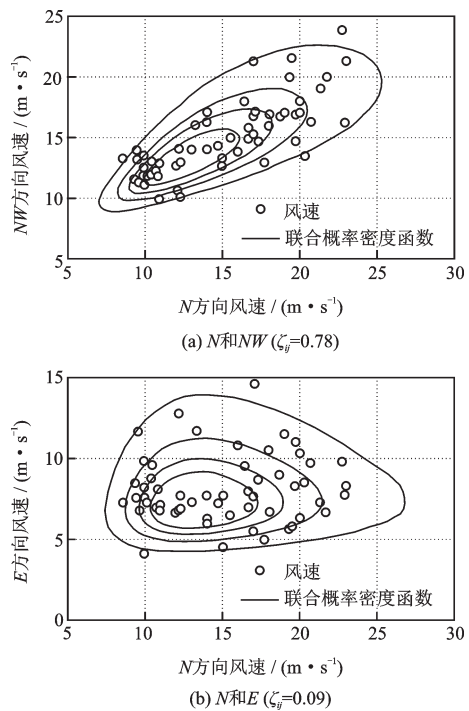 25
20
15
10
5
NW方向风速 / (m·s⁻¹)
风速
联合概率密度函数
5 10 15 20 25 30
N方向风速 / (m·s⁻¹)
(a) N和NW (ζij=0.78)
15
10
5
0
E方向风速 / (m·s⁻¹)
风速
联合概率密度函数
5 10 15 20 25 30
N方向风速 / (m·s⁻¹)
(b) N和E (ζij=0.09)